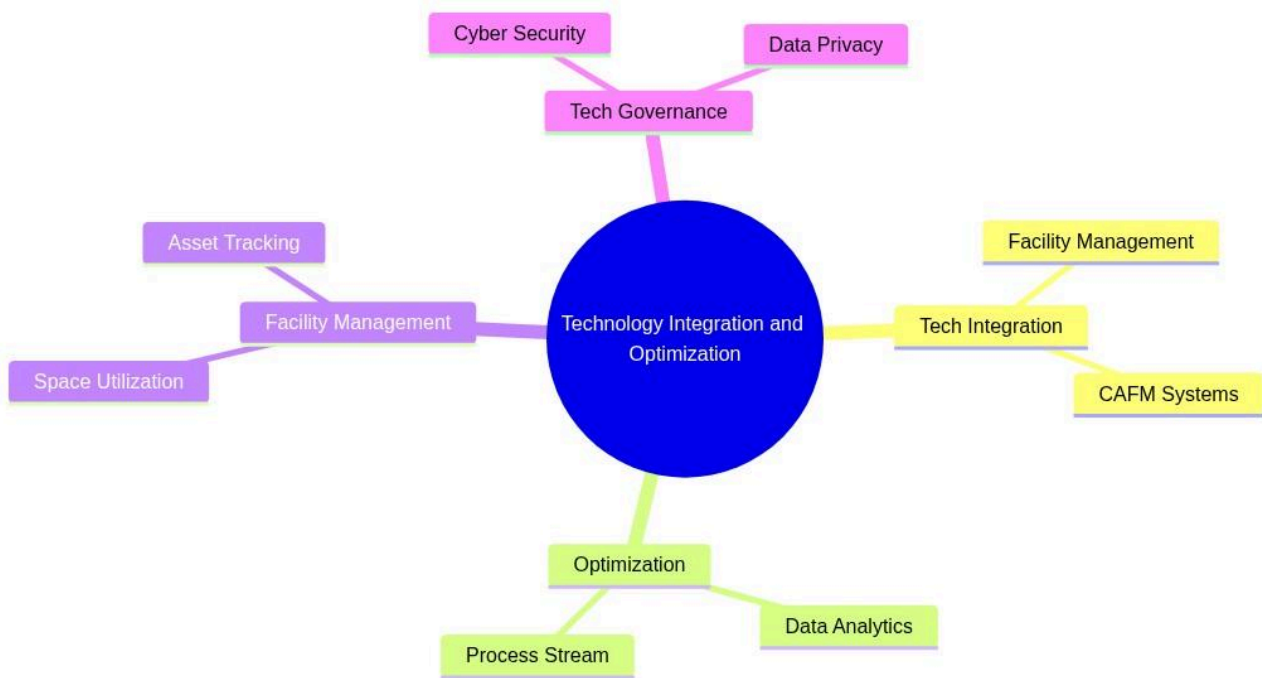 Cyber Security
Data Privacy
Tech Governance
Asset Tracking
Facility Management
Facility Management
Space Utilization
Technology Integration and
Optimization
Tech Integration
CAFM Systems
Optimization
Data Analytics
Process Stream